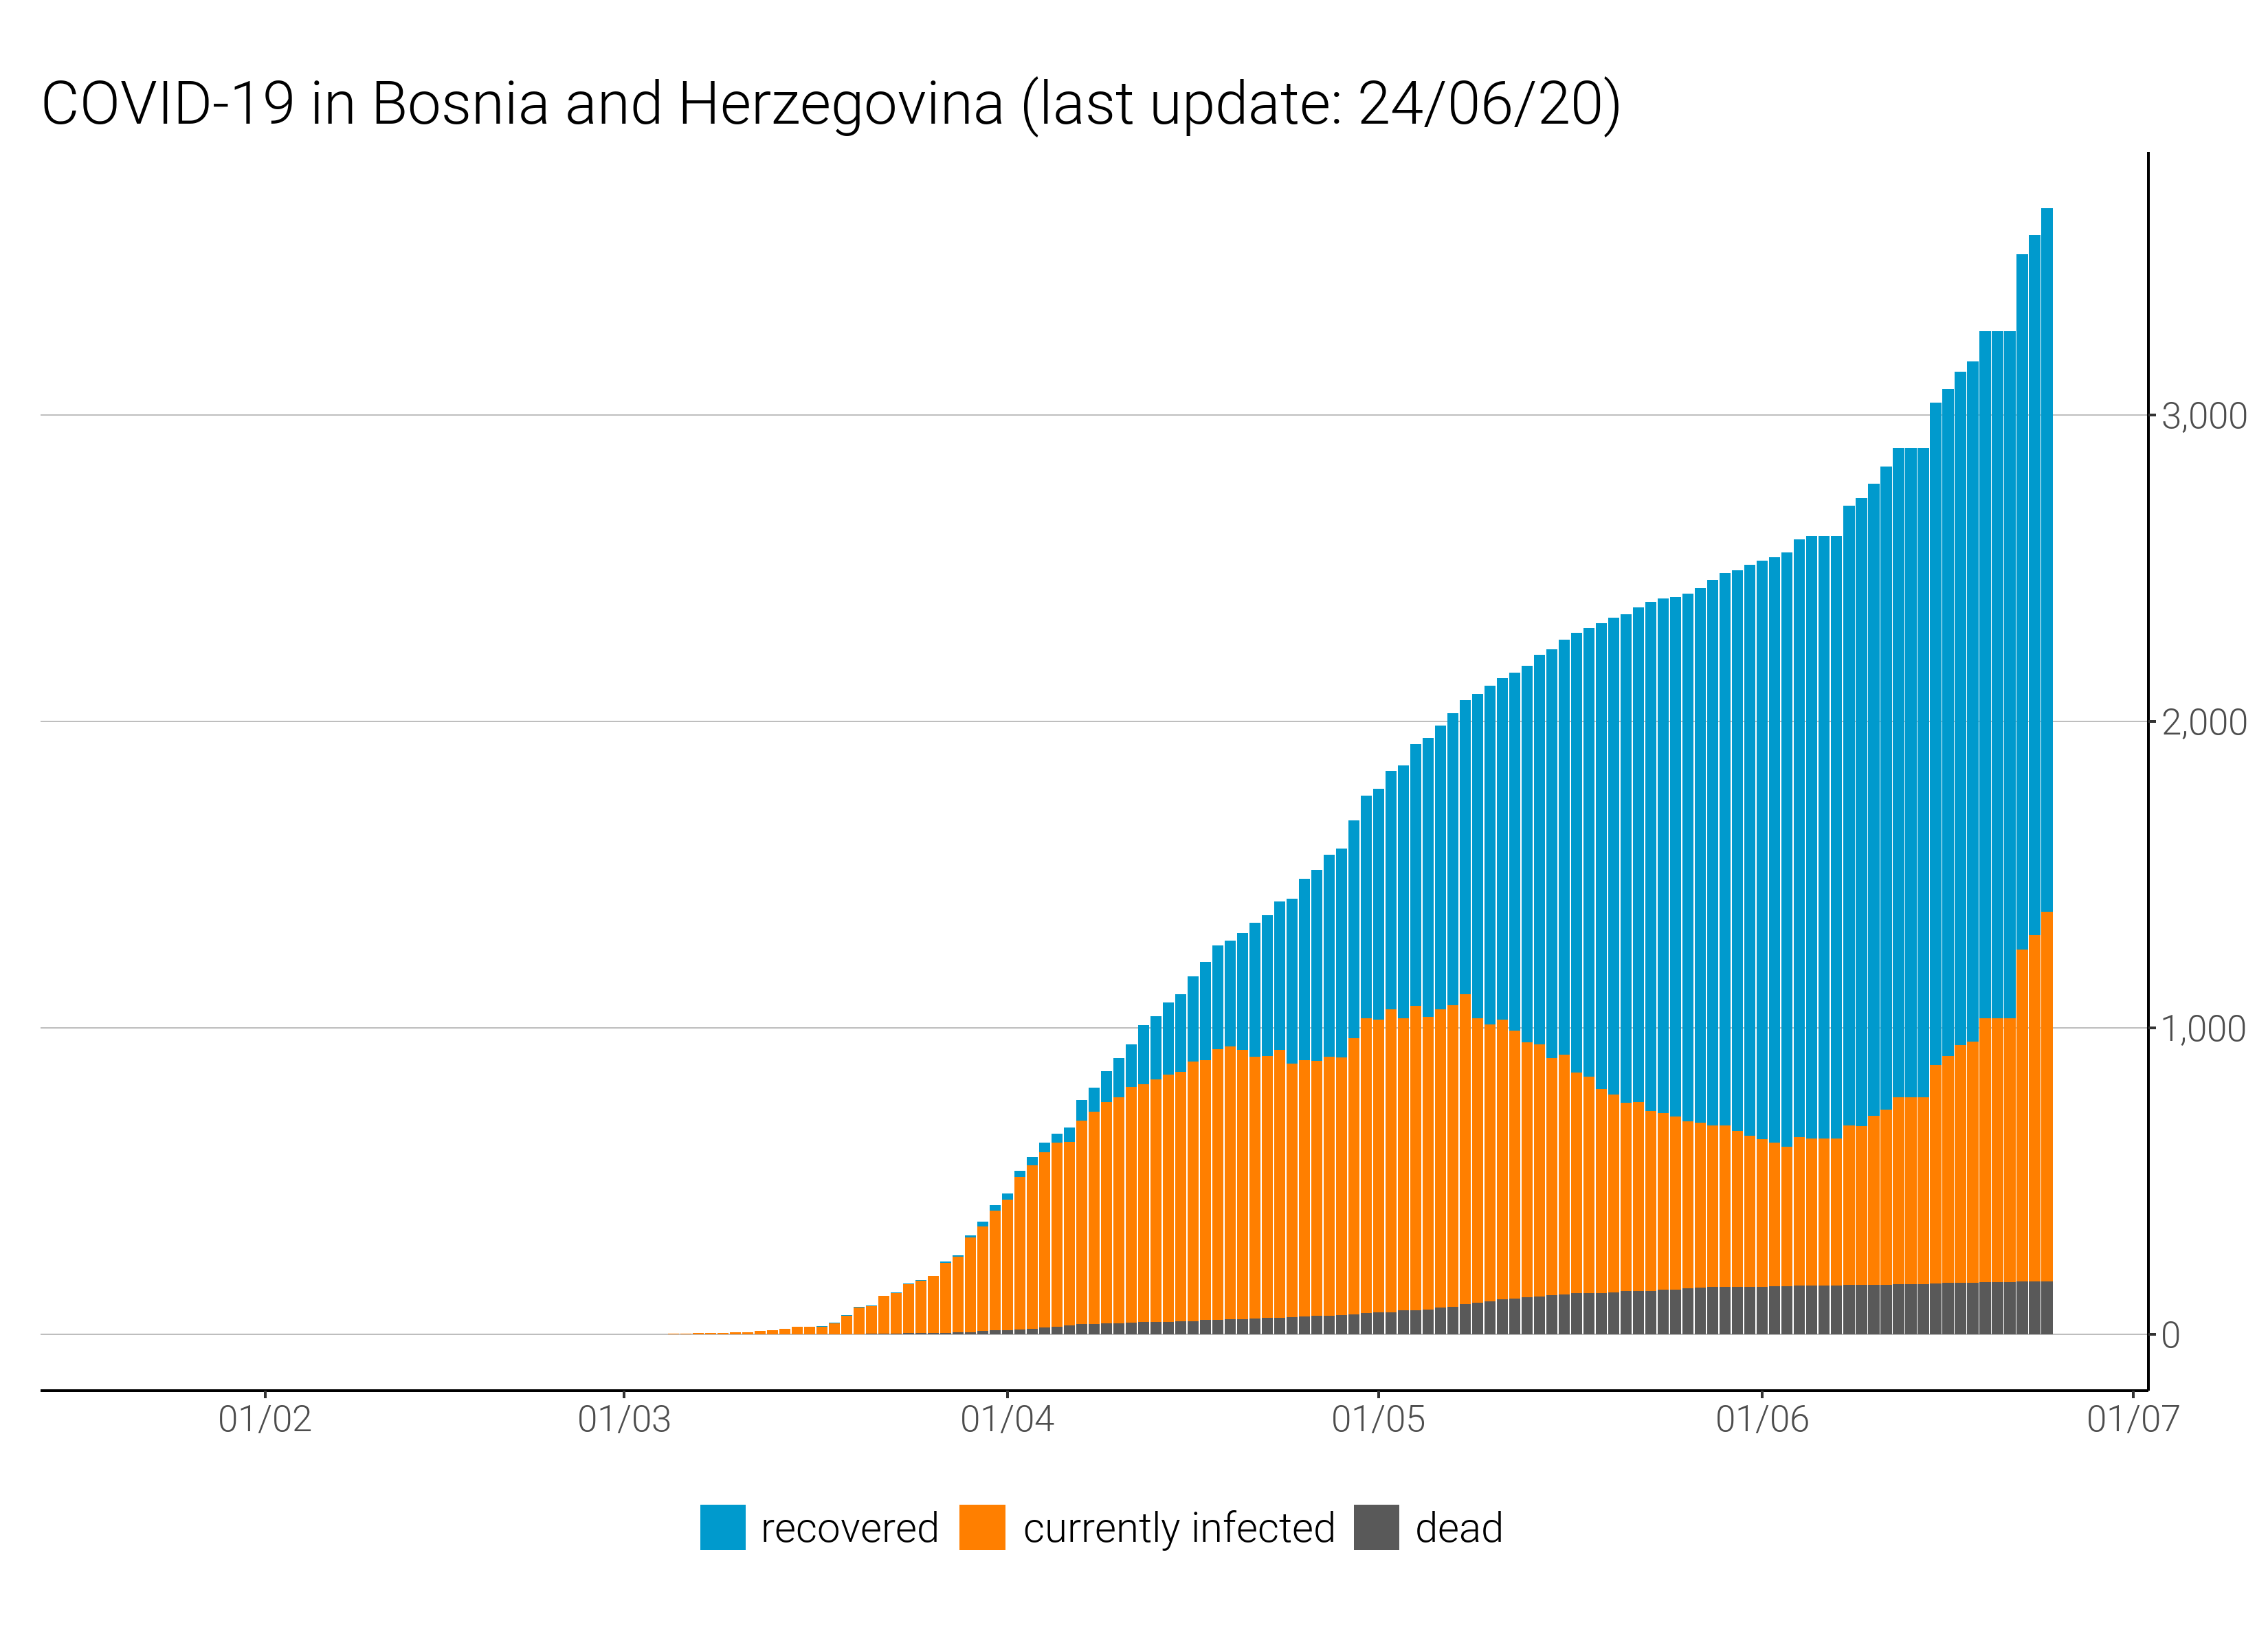 COVID-19 in Bosnia and Herzegovina (last update: 24/06/20)
3,000
2,000
1,000
0
01/02 01/03 01/04 01/05 01/06 01/07
recovered currently infected dead